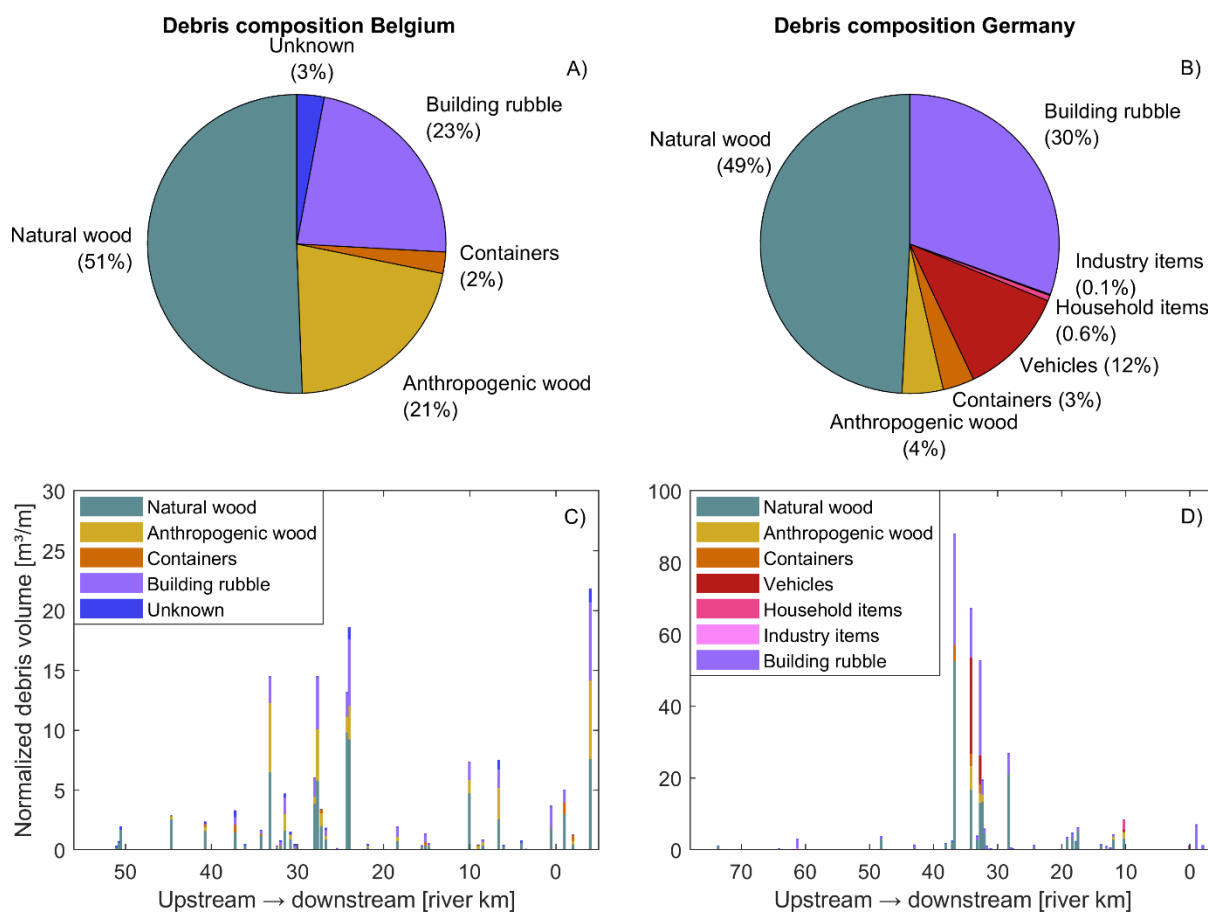 Debris composition Belgium
Unknown
(3%)
A)
Building rubble
(23%)
Natural wood
(51%)
Containers
(2%)
Anthropogenic wood
(21%)
Debris composition Germany
B)
Building rubble
(30%)
Natural wood
(49%)
Industry items
(0.1%)
Household items
(0.6%)
Vehicles (12%)
Containers (3%)
Anthropogenic wood
(4%)
C)
Natural wood
Anthropogenic wood
Containers
Building rubble
Unknown
Normalized debris volume [m³/m]
30
25
20
15
10
5
0
50 40 30 20 10 0
Upstream → downstream [river km]
D)
Natural wood
Anthropogenic wood
Containers
Vehicles
Household items
Industry items
Building rubble
100
80
60
40
20
0
70 60 50 40 30 20 10 0
Upstream → downstream [river km]